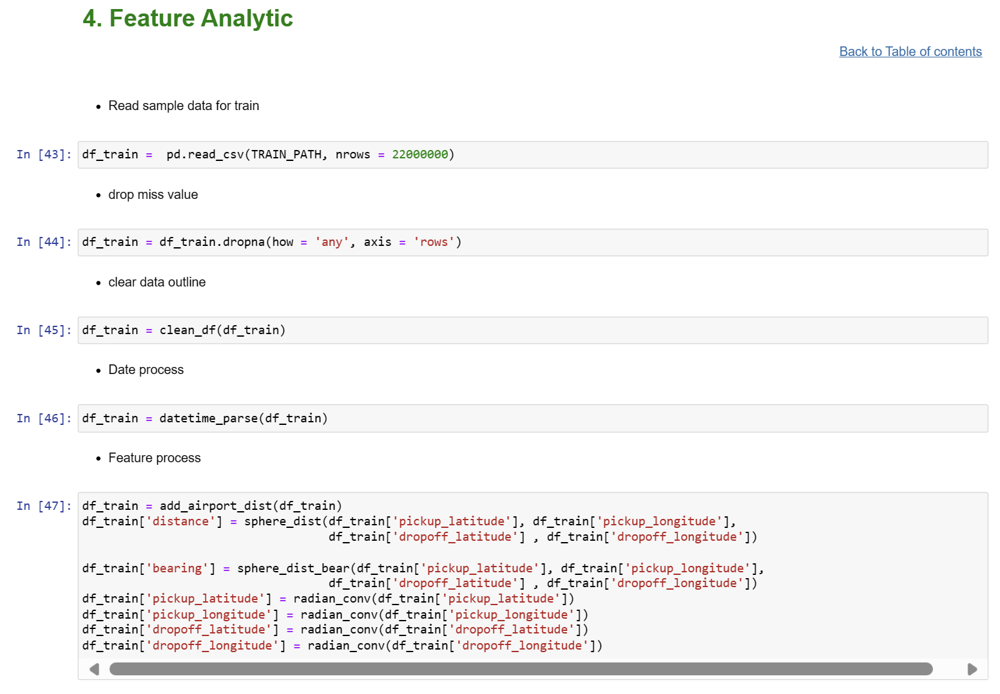 4. Feature Analytic
Back to Table of contents
• Read sample data for train
In [43]: df_train =  pd.read_csv(TRAIN_PATH, nrows = 22000000)
• drop miss value
In [44]: df_train = df_train.dropna(how = 'any', axis = 'rows')
• clear data outline
In [45]: df_train = clean_df(df_train)
• Date process
In [46]: df_train = datetime_parse(df_train)
• Feature process
In [47]: df_train = add_airport_dist(df_train)
df_train['distance'] = sphere_dist(df_train['pickup_latitude'], df_train['pickup_longitude'],
df_train['dropoff_latitude'] , df_train['dropoff_longitude'])
df_train['bearing'] = sphere_dist_bear(df_train['pickup_latitude'], df_train['pickup_longitude'],
df_train['dropoff_latitude'] , df_train['dropoff_longitude'])
df_train['pickup_latitude'] = radian_conv(df_train['pickup_latitude'])
df_train['pickup_longitude'] = radian_conv(df_train['pickup_longitude'])
df_train['dropoff_latitude'] = radian_conv(df_train['dropoff_latitude'])
df_train['dropoff_longitude'] = radian_conv(df_train['dropoff_longitude'])